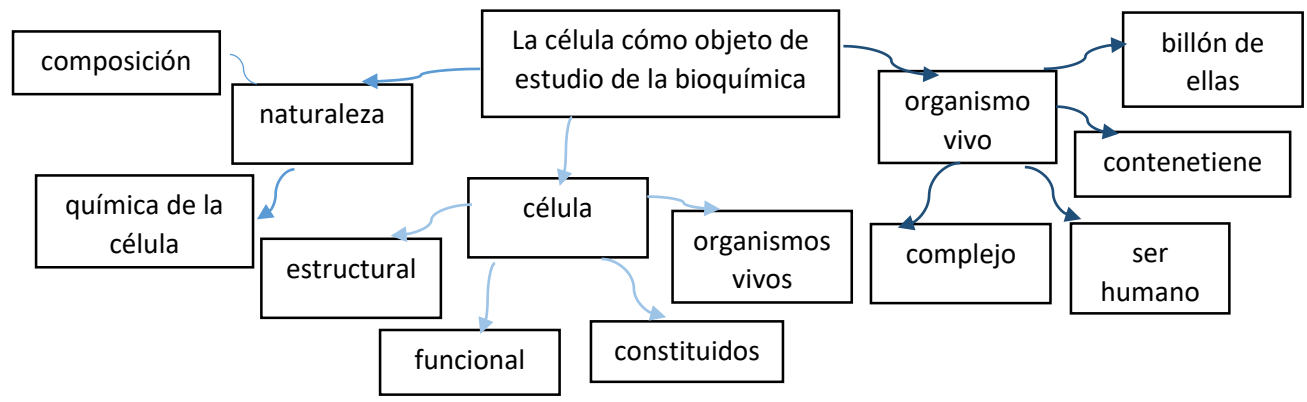 La célula cómo objeto de
estudio de la bioquímica
composición
naturaleza
química de la
célula
célula
estructural
funcional
constituidos
organismos
vivos
organismo
vivo
billón de
ellas
contenetiene
complejo
ser
humano